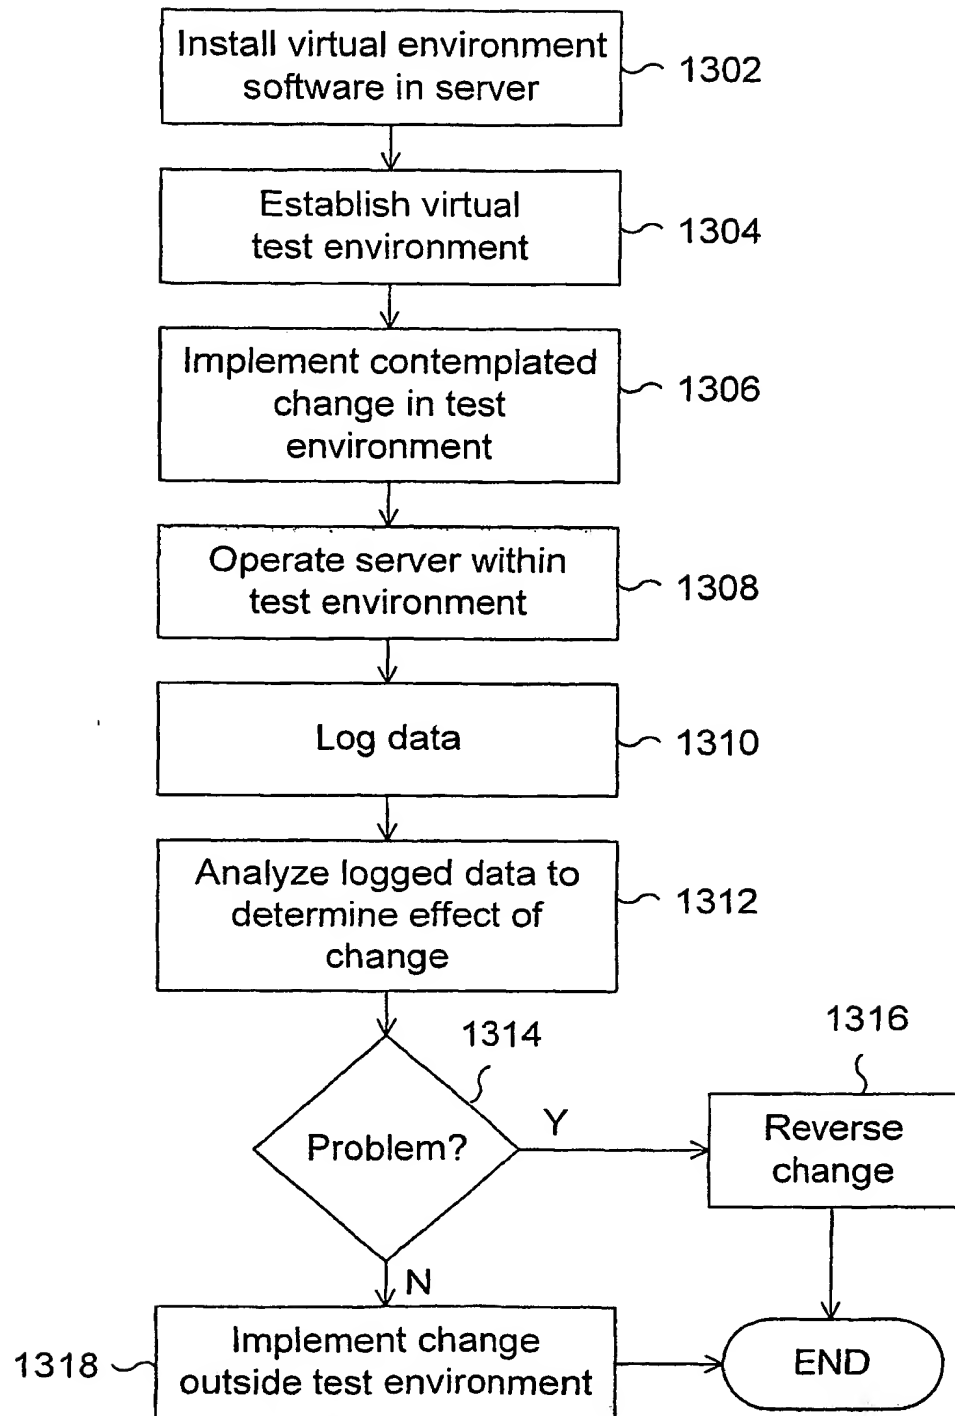 Install virtual environment
software in server
1302
Establish virtual
test environment
1304
Implement contemplated
change in test
environment
1306
Operate server within
test environment
1308
Log data
1310
Analyze logged data to
determine effect of
change
1312
1314
Problem?
Y
1316
Reverse
change
N
1318
Implement change
outside test environment
END